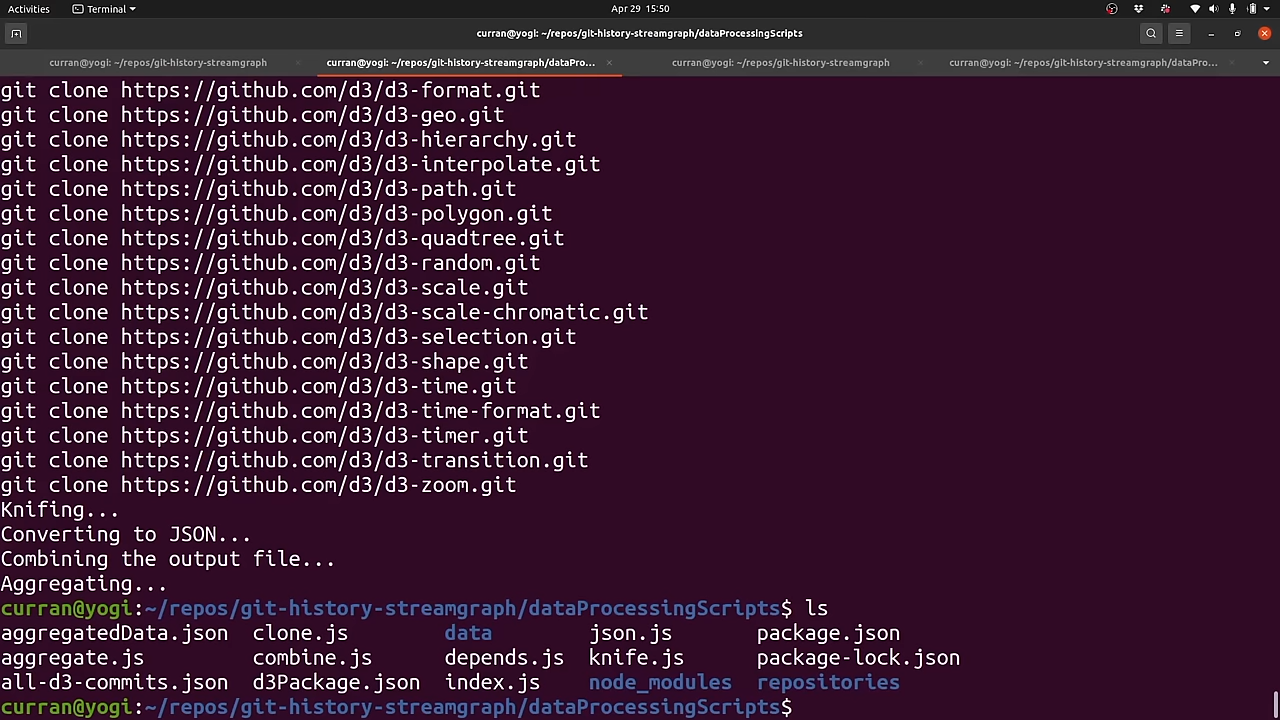 Activities Terminal Apr 29 15:50
curran@yogi: ~/repos/git-history-streamgraph/dataProcessingScripts
curran@yogi: ~/repos/git-history-streamgraph × curran@yogi: ~/repos/git-history-streamgraph/dataPro... × curran@yogi: ~/repos/git-history-streamgraph × curran@yogi: ~/repos/git-history-streamgraph/dataPro... ×
git clone https://github.com/d3/d3-format.git
git clone https://github.com/d3/d3-geo.git
git clone https://github.com/d3/d3-hierarchy.git
git clone https://github.com/d3/d3-interpolate.git
git clone https://github.com/d3/d3-path.git
git clone https://github.com/d3/d3-polygon.git
git clone https://github.com/d3/d3-quadtree.git
git clone https://github.com/d3/d3-random.git
git clone https://github.com/d3/d3-scale.git
git clone https://github.com/d3/d3-scale-chromatic.git
git clone https://github.com/d3/d3-selection.git
git clone https://github.com/d3/d3-shape.git
git clone https://github.com/d3/d3-time.git
git clone https://github.com/d3/d3-time-format.git
git clone https://github.com/d3/d3-timer.git
git clone https://github.com/d3/d3-transition.git
git clone https://github.com/d3/d3-zoom.git
Knifing...
Converting to JSON...
Combining the output file...
Aggregating...
curran@yogi:~/repos/git-history-streamgraph/dataProcessingScripts$ ls
aggregatedData.json clone.js data json.js package.json
aggregate.js combine.js depends.js knife.js package-lock.json
all-d3-commits.json d3Package.json index.js node_modules repositories
curran@yogi:~/repos/git-history-streamgraph/dataProcessingScripts$